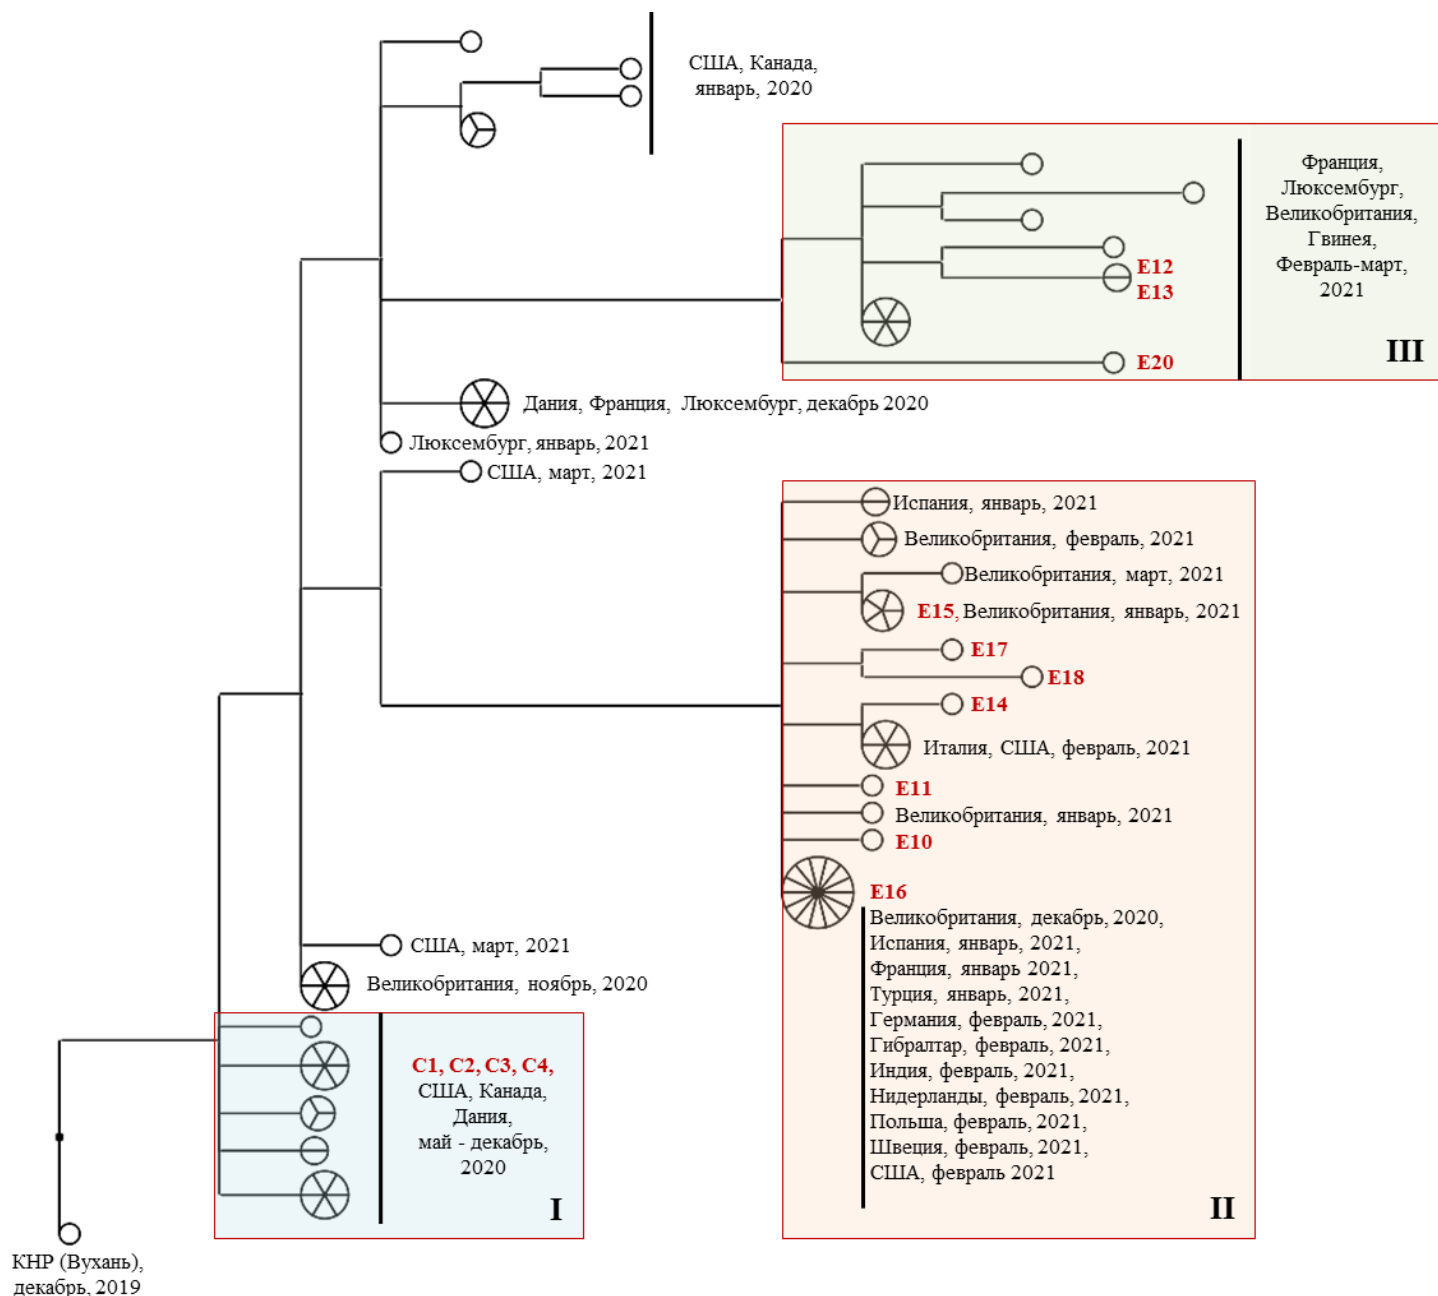 США, Канада,
январь, 2020
Франция,
Люксембург,
Великобритания,
Гвинея,
Февраль-март,
2021
E12
E13
III
E20
Дания, Франция, Люксембург, декабрь 2020
Люксембург, январь, 2021
США, март, 2021
Испания, январь, 2021
Великобритания, февраль, 2021
Великобритания, март, 2021
E15, Великобритания, январь, 2021
E17
E18
E14
Италия, США, февраль, 2021
E11
Великобритания, январь, 2021
E10
E16
Великобритания, декабрь, 2020,
Испания, январь, 2021,
Франция, январь 2021,
Турция, январь, 2021,
Германия, февраль, 2021,
Гибралтар, февраль, 2021,
Индия, февраль, 2021,
Нидерланды, февраль, 2021,
Польша, февраль, 2021,
Швеция, февраль, 2021,
США, февраль 2021
II
США, март, 2021
Великобритания, ноябрь, 2020
C1, C2, C3, C4,
США, Канада,
Дания,
май - декабрь,
2020
I
КНР (Вухань),
декабрь, 2019